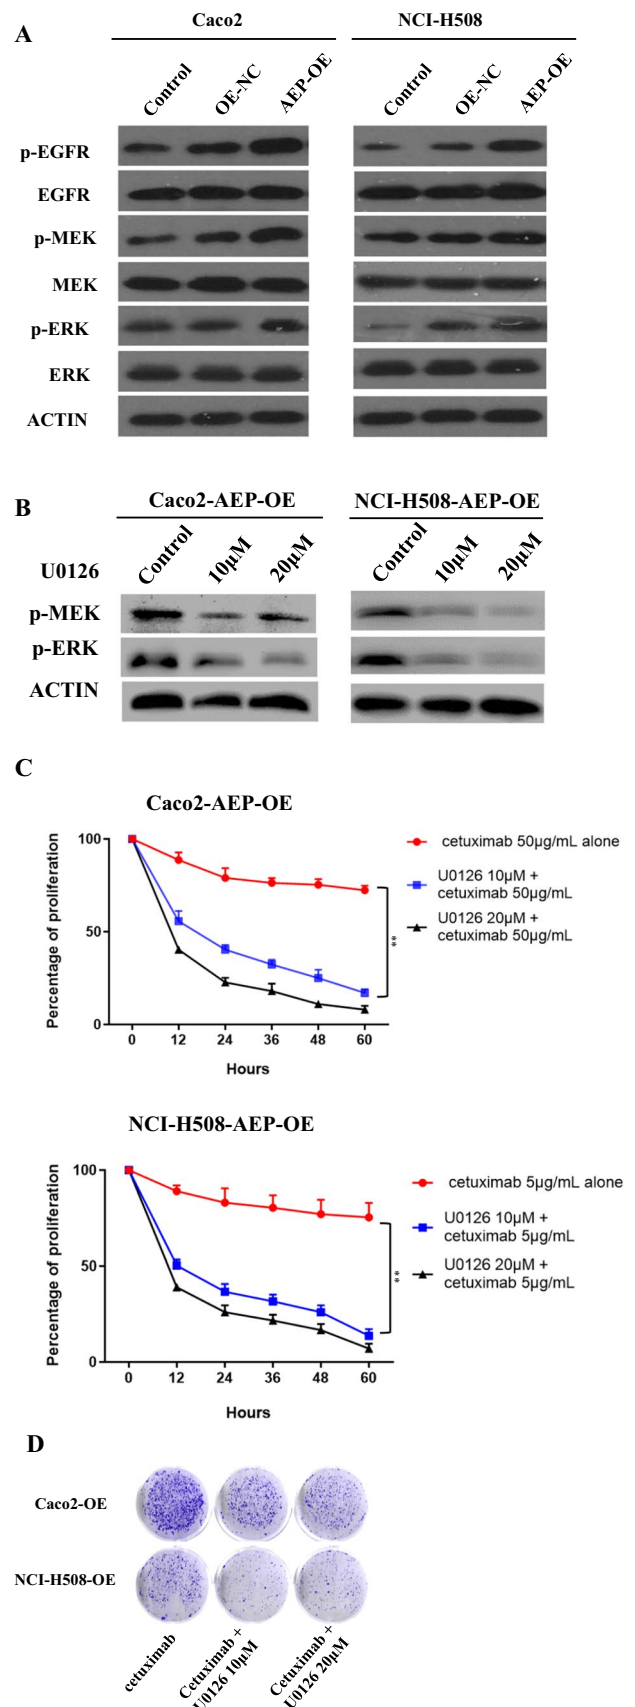 A
Caco2
NCI-H508
Control
OE-NC
AEP-OE
Control
OE-NC
AEP-OE
p-EGFR
EGFR
p-MEK
MEK
p-ERK
ERK
ACTIN
B
Caco2-AEP-OE
NCI-H508-AEP-OE
U0126
Control
10μM
20μM
Control
10μM
20μM
p-MEK
p-ERK
ACTIN
C
Caco2-AEP-OE
Percentage of proliferation
100
50
0
0 12 24 36 48 60
Hours
**
cetuximab 50μg/mL alone
U0126 10μM +
cetuximab 50μg/mL
U0126 20μM +
cetuximab 50μg/mL
NCI-H508-AEP-OE
Percentage of proliferation
100
50
0
0 12 24 36 48 60
Hours
**
cetuximab 5μg/mL alone
U0126 10μM +
cetuximab 5μg/mL
U0126 20μM +
cetuximab 5μg/mL
D
Caco2-OE
NCI-H508-OE
cetuximab
Cetuximab +
U0126 10μM
Cetuximab +
U0126 20μM